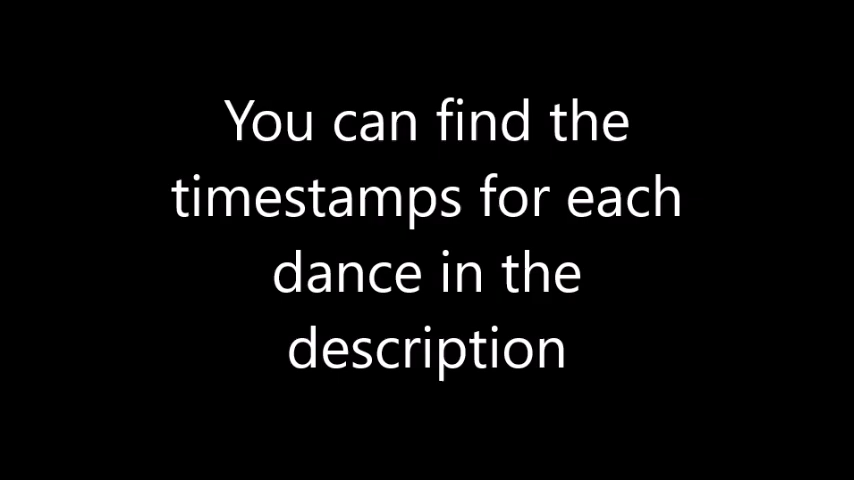 You can find the
timestamps for each
dance in the
description